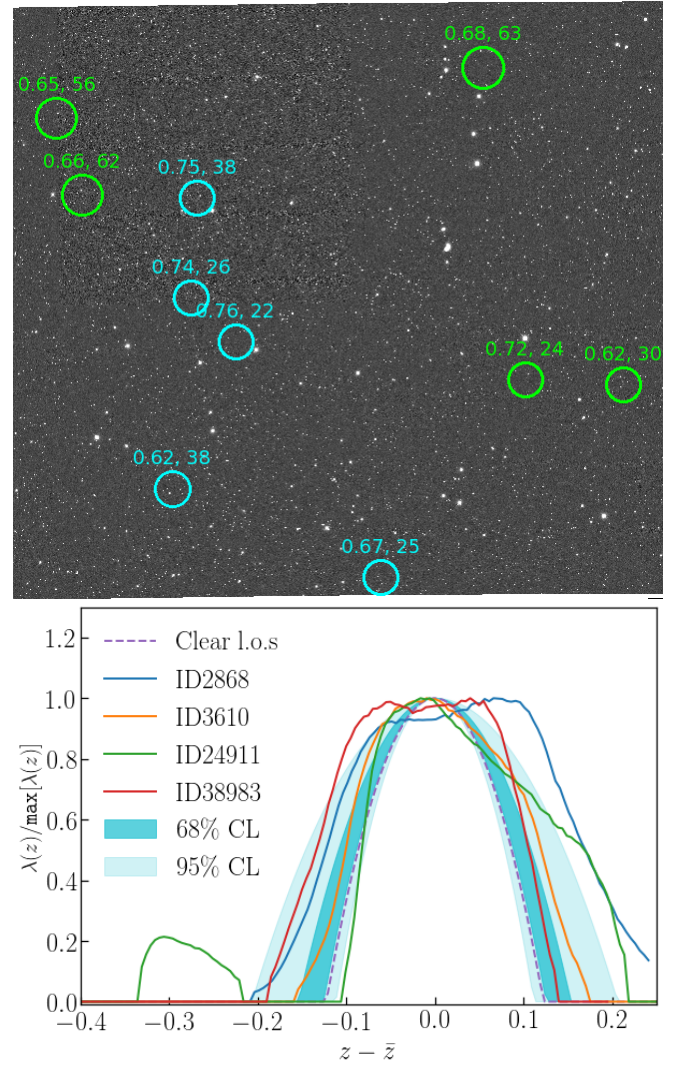 0.68, 63
0.65, 56
0.66, 62
0.75, 38
0.74, 26
0.76, 22
0.72, 24
0.62, 30
0.62, 38
0.67, 25
1.2
1.0
0.8
0.6
0.4
0.2
0.0
λ(z)/max[λ(z)]
Clear l.o.s
ID2868
ID3610
ID24911
ID38983
68% CL
95% CL
−0.4
−0.3
−0.2
−0.1
0.0
0.1
0.2
z − z̄